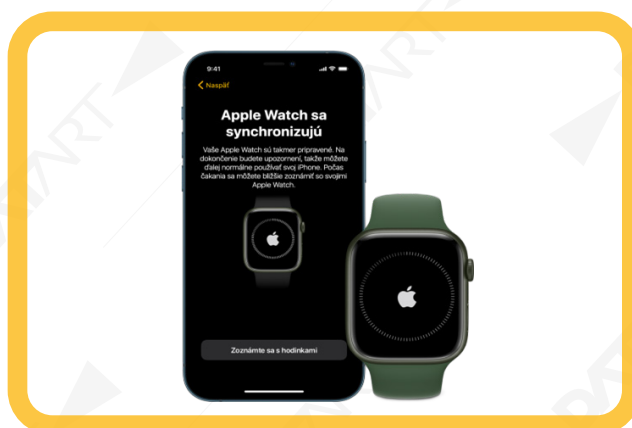 9:41
Naspäť
Apple Watch sa
synchronizujú
Vaše Apple Watch sú takmer pripravené. Na
dokončenie budete upozornení, takže môžete
ďalej normálne používať svoj iPhone. Počas
čakania sa môžete bližšie zoznámiť so svojimi
Apple Watch.
Zoznámte sa s hodinkami
DATART